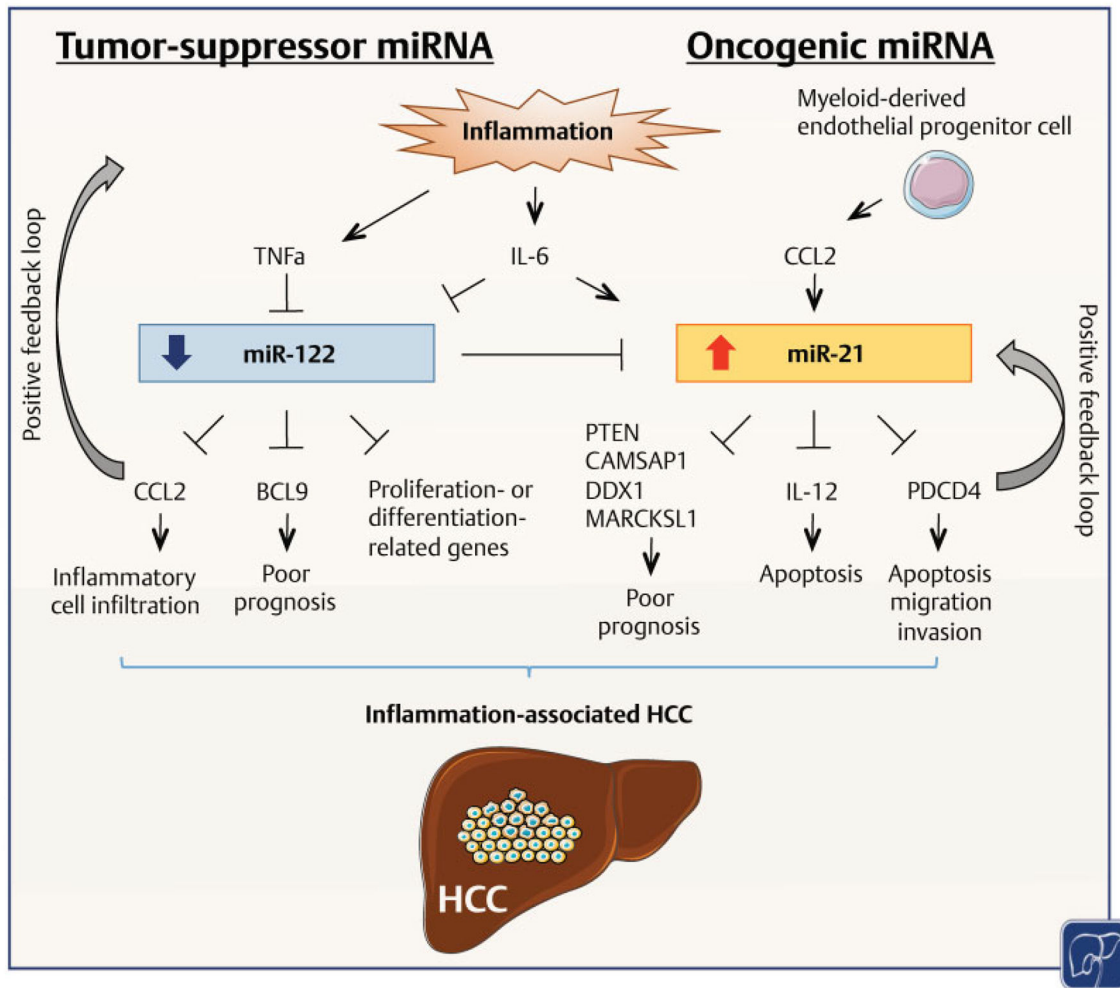 Tumor-suppressor miRNA
Oncogenic miRNA
Inflammation
Myeloid-derived
endothelial progenitor cell
Positive feedback loop
TNFa
IL-6
CCL2
miR-122
miR-21
Positive feedback loop
CCL2
BCL9
Proliferation- or
differentiation-
related genes
PTEN
CAMSAP1
DDX1
MARCKSL1
IL-12
PDCD4
Inflammatory
cell infiltration
Poor
prognosis
Poor
prognosis
Apoptosis
Apoptosis
migration
invasion
Inflammation-associated HCC
HCC